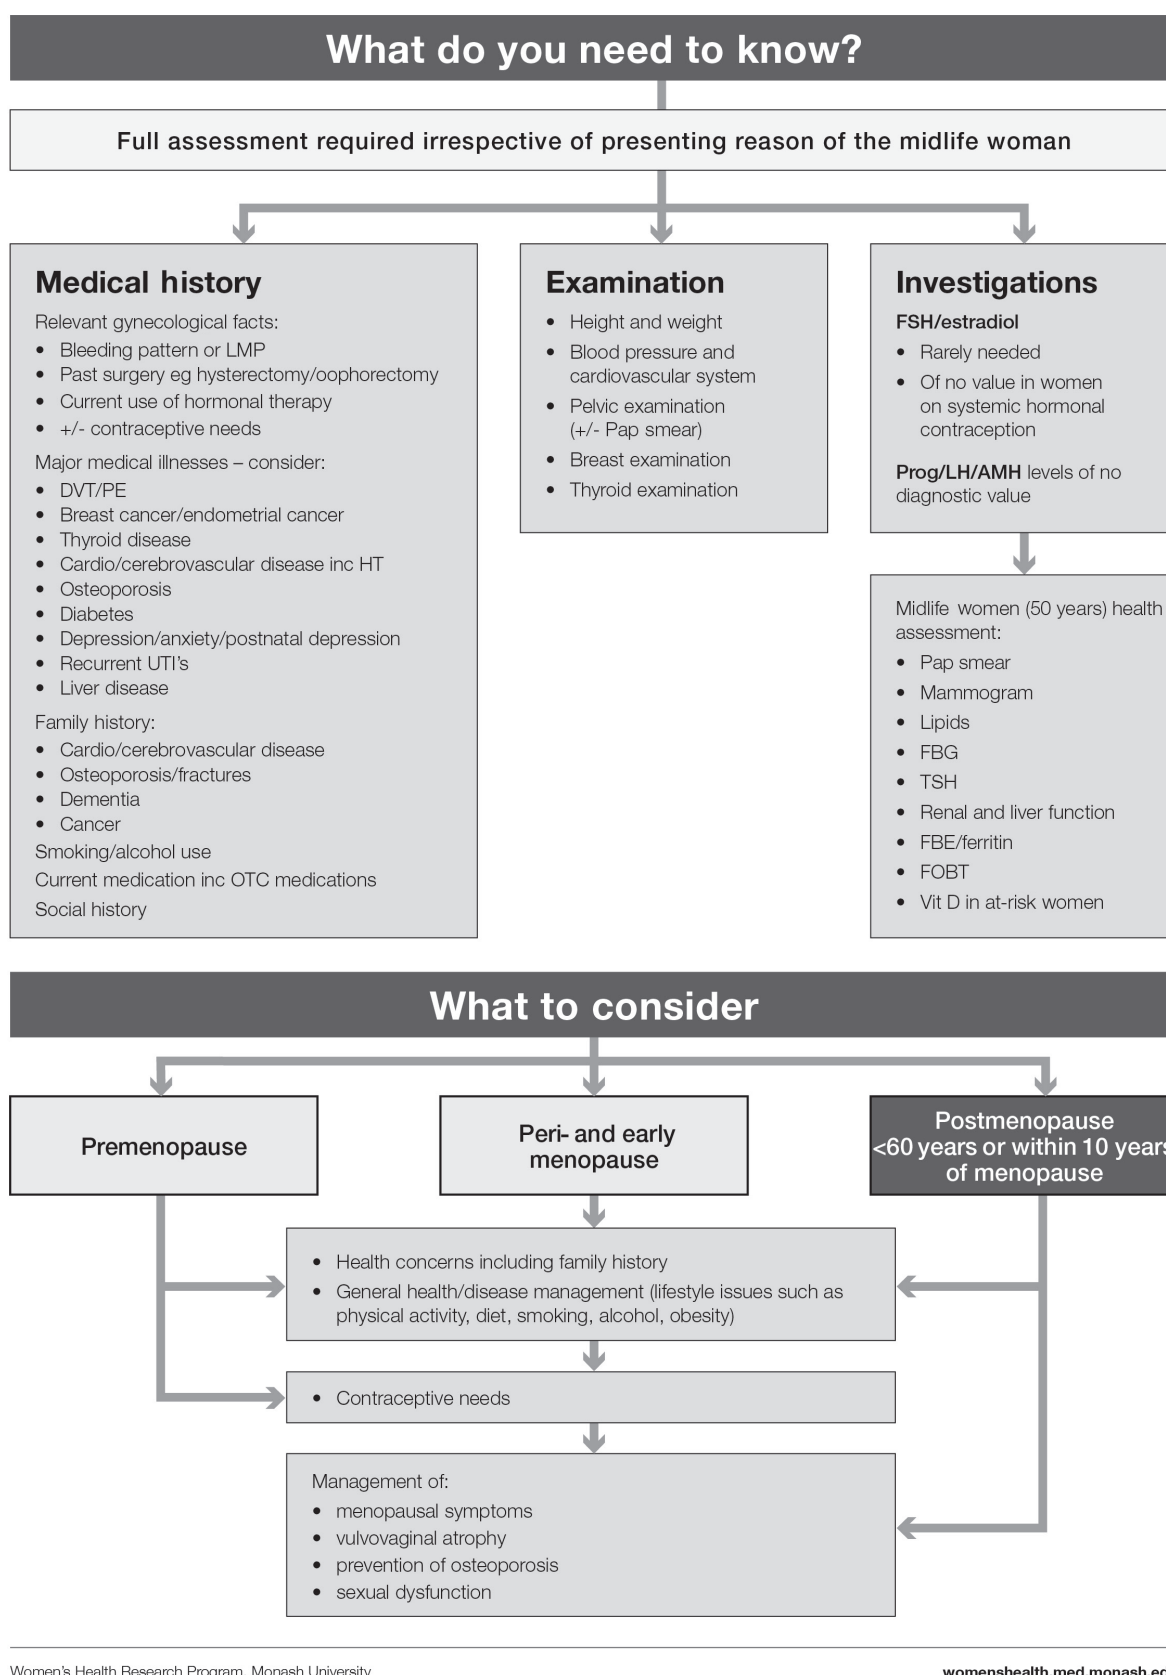 What do you need to know?
Full assessment required irrespective of presenting reason of the midlife woman
Medical history
Relevant gynecological facts:
• Bleeding pattern or LMP
• Past surgery eg hysterectomy/oophorectomy
• Current use of hormonal therapy
• +/- contraceptive needs
Major medical illnesses – consider:
• DVT/PE
• Breast cancer/endometrial cancer
• Thyroid disease
• Cardio/cerebrovascular disease inc HT
• Osteoporosis
• Diabetes
• Depression/anxiety/postnatal depression
• Recurrent UTI's
• Liver disease
Family history:
• Cardio/cerebrovascular disease
• Osteoporosis/fractures
• Dementia
• Cancer
Smoking/alcohol use
Current medication inc OTC medications
Social history
Examination
• Height and weight
• Blood pressure and
cardiovascular system
• Pelvic examination
(+/- Pap smear)
• Breast examination
• Thyroid examination
Investigations
FSH/estradiol
• Rarely needed
• Of no value in women
on systemic hormonal
contraception
Prog/LH/AMH levels of no
diagnostic value
Midlife women (50 years) health
assessment:
• Pap smear
• Mammogram
• Lipids
• FBG
• TSH
• Renal and liver function
• FBE/ferritin
• FOBT
• Vit D in at-risk women
What to consider
Premenopause
Peri- and early
menopause
Postmenopause
<60 years or within 10 years
of menopause
• Health concerns including family history
• General health/disease management (lifestyle issues such as
physical activity, diet, smoking, alcohol, obesity)
• Contraceptive needs
Management of:
• menopausal symptoms
• vulvovaginal atrophy
• prevention of osteoporosis
• sexual dysfunction
Women's Health Research Program, Monash University
womenshealth.med.monash.ed